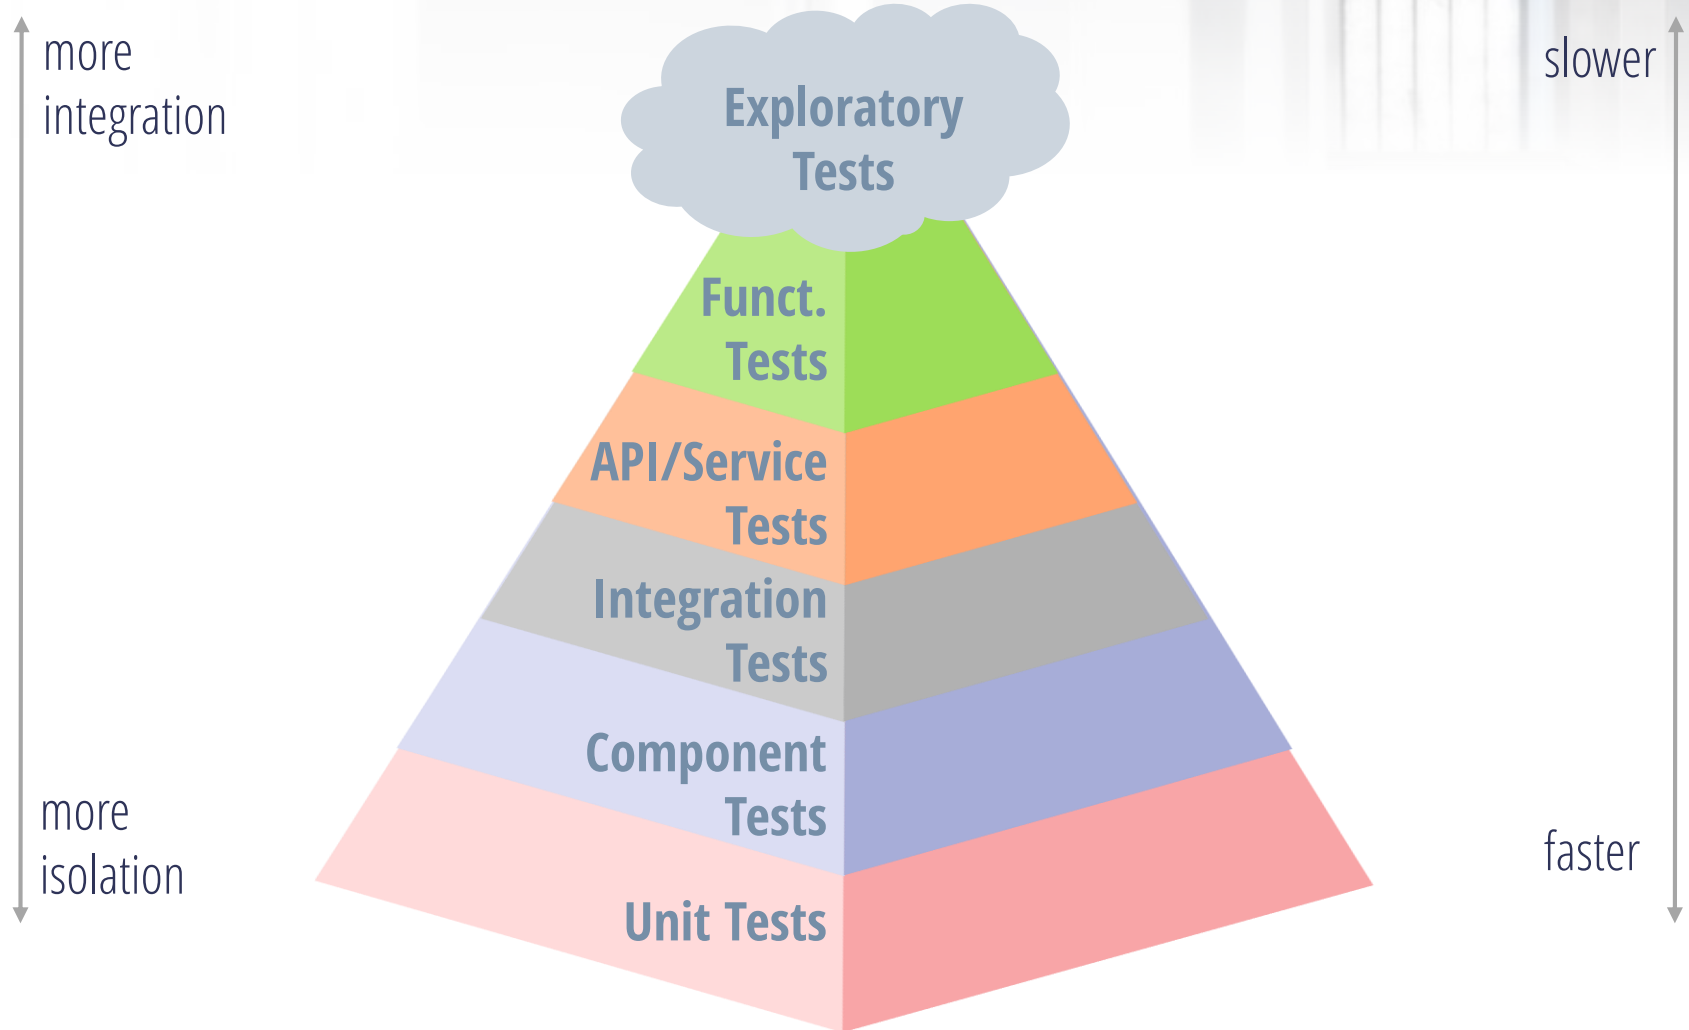 more
integration
slower
Exploratory
Tests
Funct.
Tests
API/Service
Tests
Integration
Tests
Component
Tests
more
isolation
faster
Unit Tests